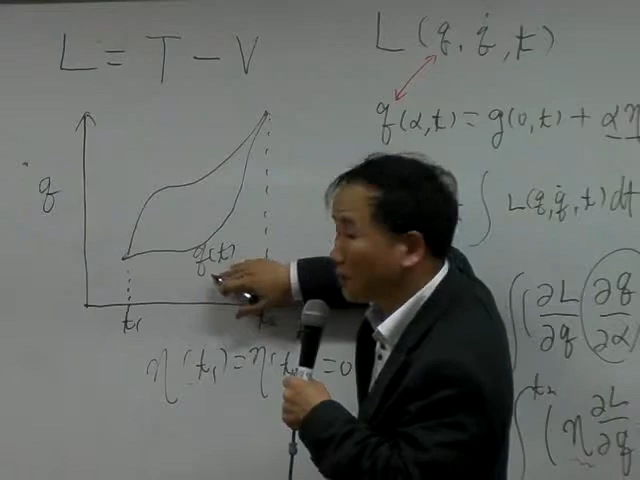 L = T − V
L (q, q̇, t)
q(α, t) = g(0, t) + αη
q
q(t)
∫ L(q, q̇, t) dt
t₁
∫ (∂L/∂q ∂q/∂α
η(t₁) = η(t₂) = 0
∫^t₂ (η ∂L/∂q